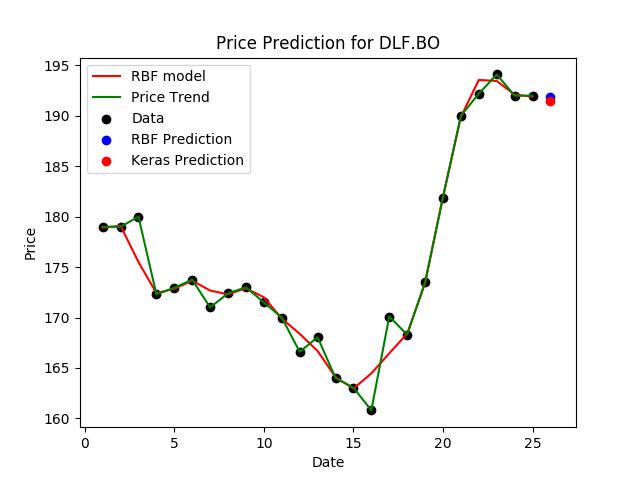 Price Prediction for DLF.BO
RBF model
Price Trend
Data
RBF Prediction
Keras Prediction
195
190
185
180
175
170
165
160
Price
0 5 10 15 20 25
Date